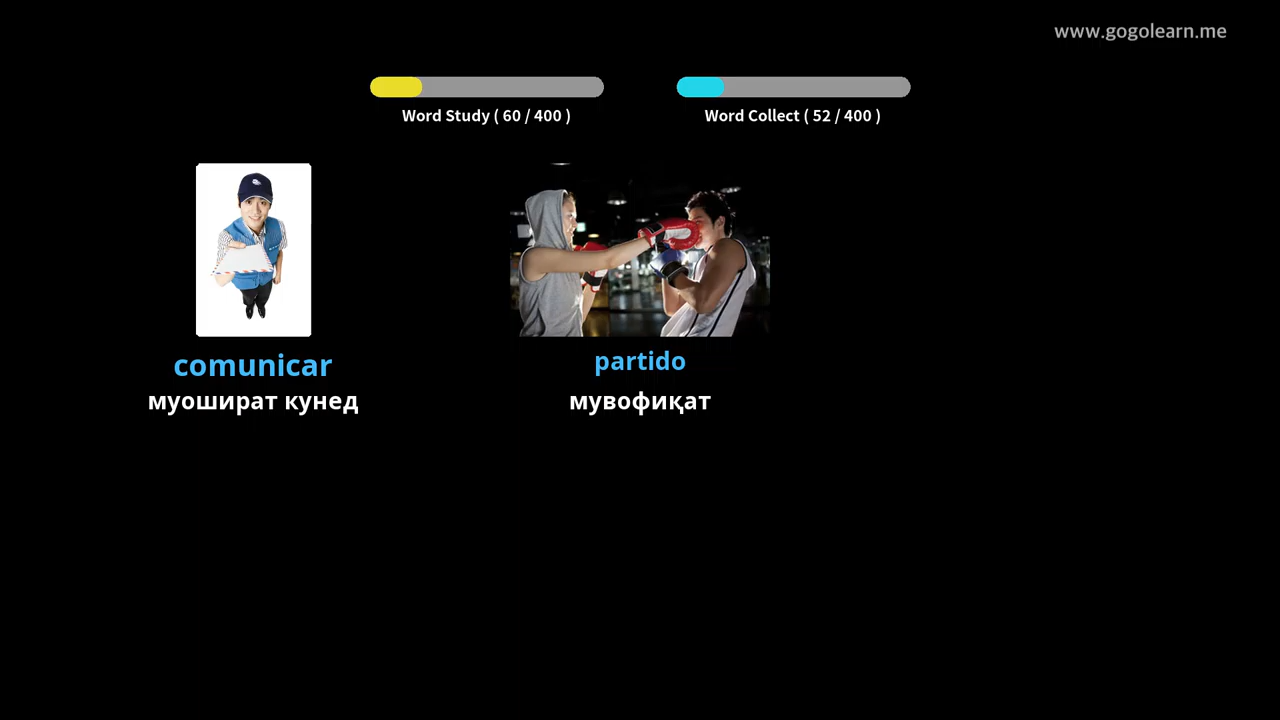 www.gogolearn.me
Word Study ( 60 / 400 )
Word Collect ( 52 / 400 )
comunicar
муошират кунед
partido
мувофиқат